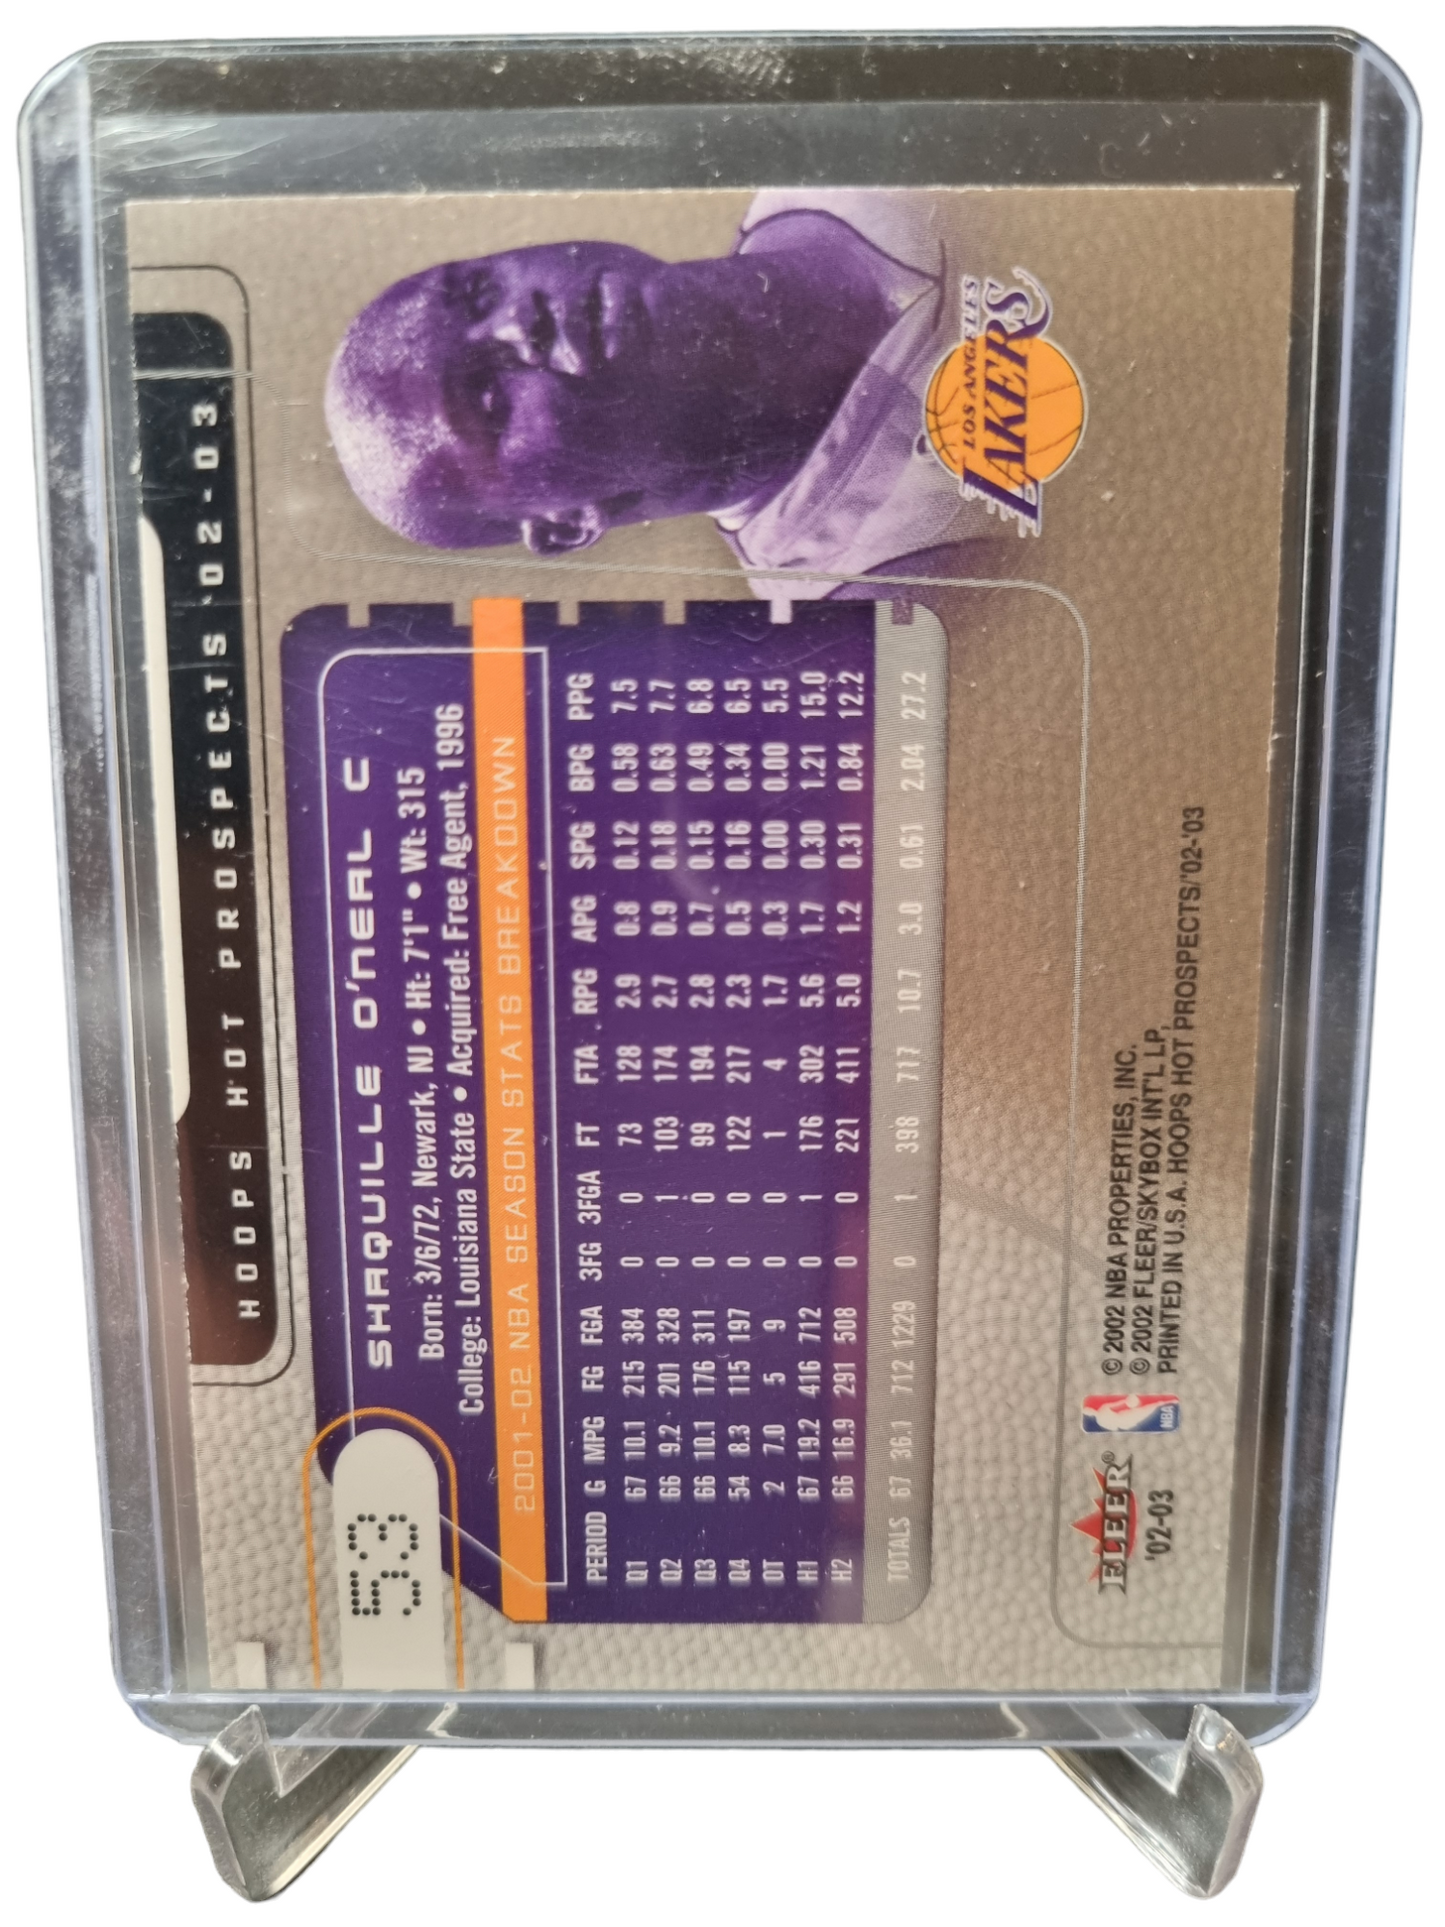 HOOPS HOT PROSPECTS '02-03
53
SHAQUILLE O'NEAL C
Born: 3/6/72, Newark, NJ • Ht: 7'1" • Wt: 315
College: Louisiana State • Acquired: Free Agent, 1996
2001-02 NBA SEASON STATS BREAKDOWN
PERIOD G MPG FG FGA 3FG 3FGA FT FTA RPG APG SPG BPG PPG
Q1 67 10.1 215 384 0 0 73 128 2.9 0.8 0.12 0.58 7.5
Q2 66 9.2 201 328 0 1 103 174 2.7 0.9 0.18 0.63 7.7
Q3 66 10.1 176 311 0 0 99 194 2.8 0.7 0.15 0.49 6.8
Q4 54 8.3 115 197 0 0 122 217 2.3 0.5 0.16 0.34 6.5
OT 2 7.0 5 9 0 0 1 4 1.7 0.3 0.00 0.00 5.5
H1 67 19.2 416 712 0 1 176 302 5.6 1.7 0.30 1.21 15.0
H2 66 16.9 291 508 0 0 221 411 5.0 1.2 0.31 0.84 12.2
TOTALS 67 36.1 712 1229 0 1 398 717 10.7 3.0 0.61 2.04 27.2
LOS ANGELES
LAKERS
FLEER®
'02-03
NBA
© 2002 NBA PROPERTIES, INC.
© 2002 FLEER/SKYBOX INT'L LP,
PRINTED IN U.S.A. HOOPS HOT PROSPECTS/'02-'03